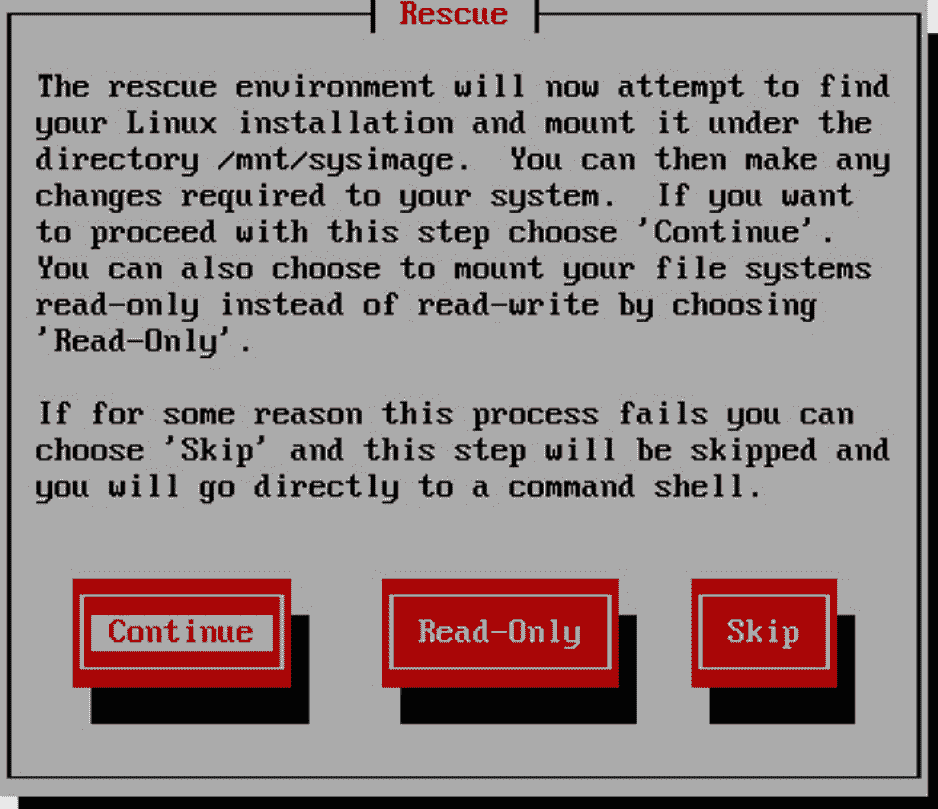 Rescue
The rescue environment will now attempt to find
your Linux installation and mount it under the
directory /mnt/sysimage.  You can then make any
changes required to your system.  If you want
to proceed with this step choose 'Continue'.
You can also choose to mount your file systems
read-only instead of read-write by choosing
'Read-Only'.
If for some reason this process fails you can
choose 'Skip' and this step will be skipped and
you will go directly to a command shell.
Continue Read-Only Skip